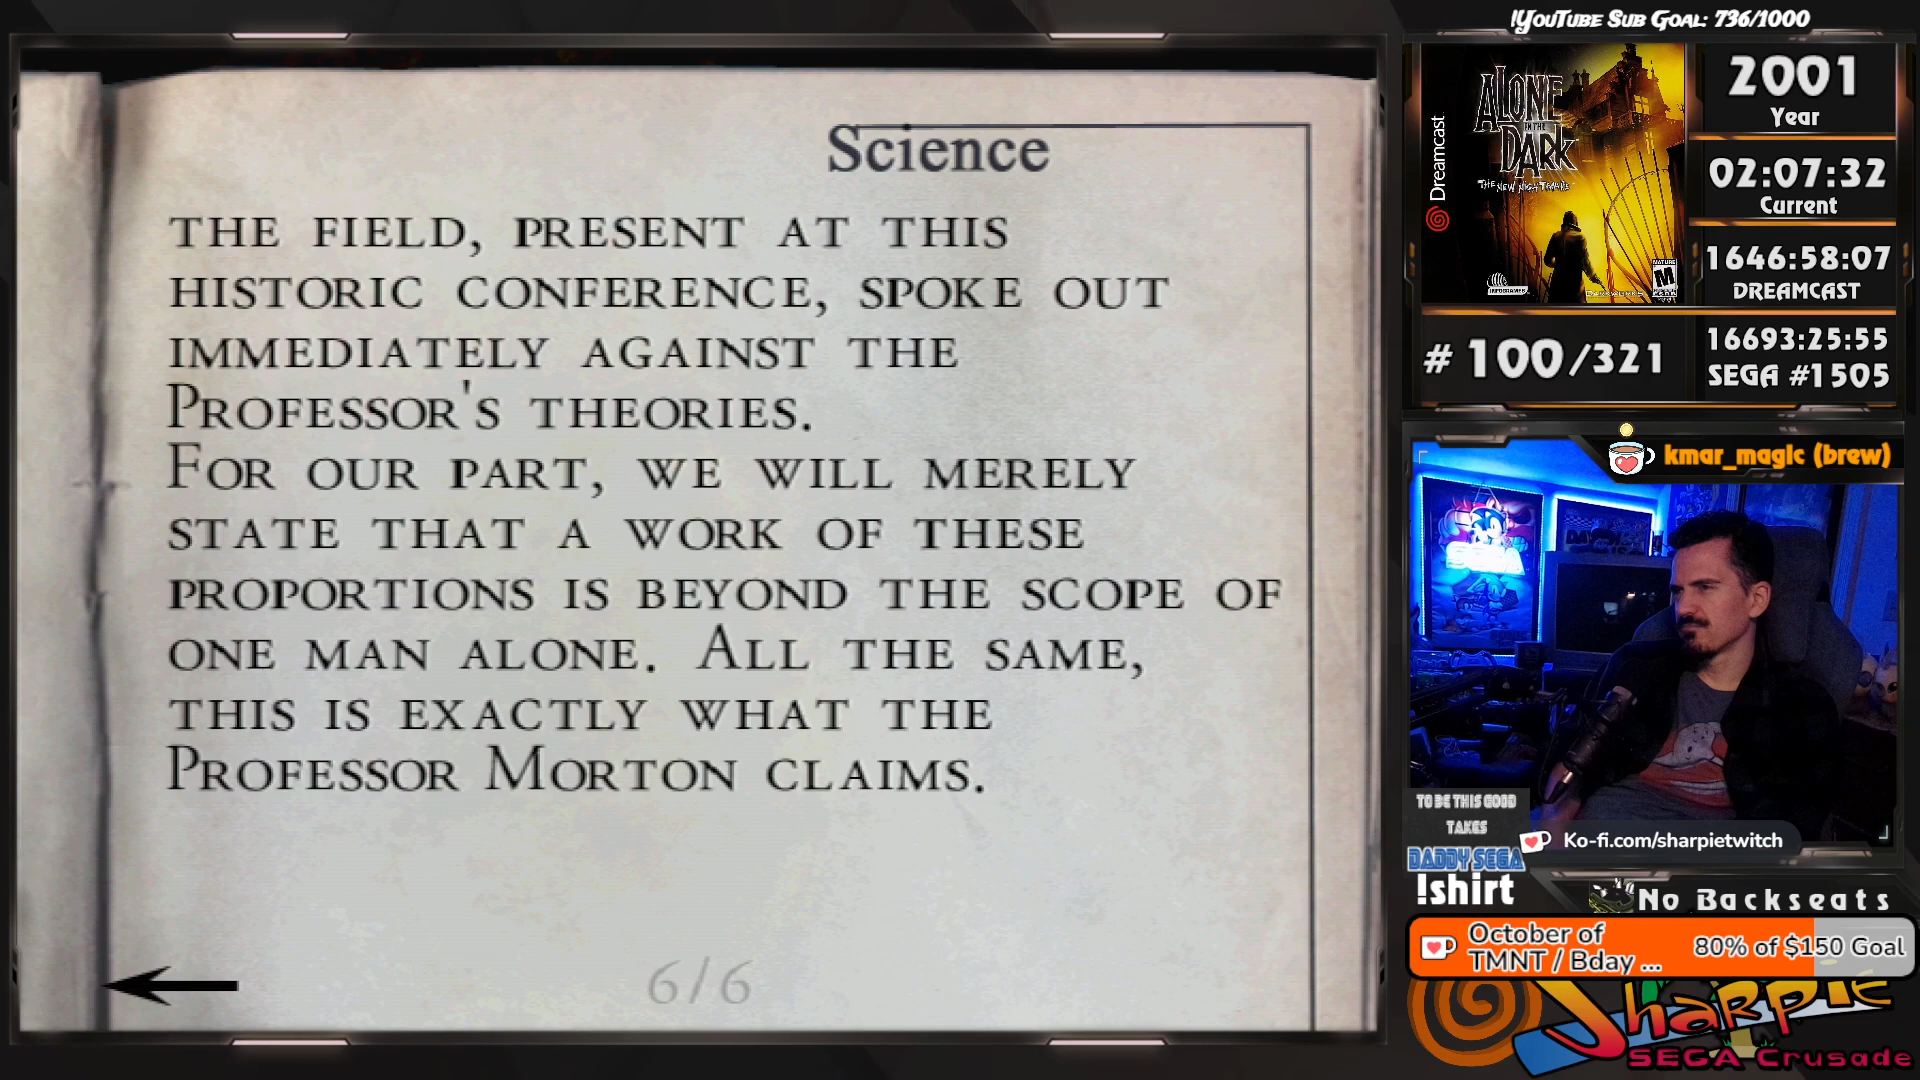 Science
THE FIELD, PRESENT AT THIS
HISTORIC CONFERENCE, SPOKE OUT
IMMEDIATELY AGAINST THE
PROFESSOR'S THEORIES.
FOR OUR PART, WE WILL MERELY
STATE THAT A WORK OF THESE
PROPORTIONS IS BEYOND THE SCOPE OF
ONE MAN ALONE. ALL THE SAME,
THIS IS EXACTLY WHAT THE
PROFESSOR MORTON CLAIMS.
6/6
!YouTube Sub Goal: 736/1000
Dreamcast
ALONE
IN THE
DARK
THE NEW NIGHTMARE
INFOGRAMES
DARKWORKS
MATURE
M
2001
Year
02:07:32
Current
1646:58:07
DREAMCAST
# 100/321
16693:25:55
SEGA #1505
kmar_magic (brew)
TO BE THIS GOOD
TAKES
DADDY SEGA
!shirt
Ko-fi.com/sharpietwitch
No Backseats
October of
TMNT / Bday ...
80% of $150 Goal
Sharpie
SEGA Crusade